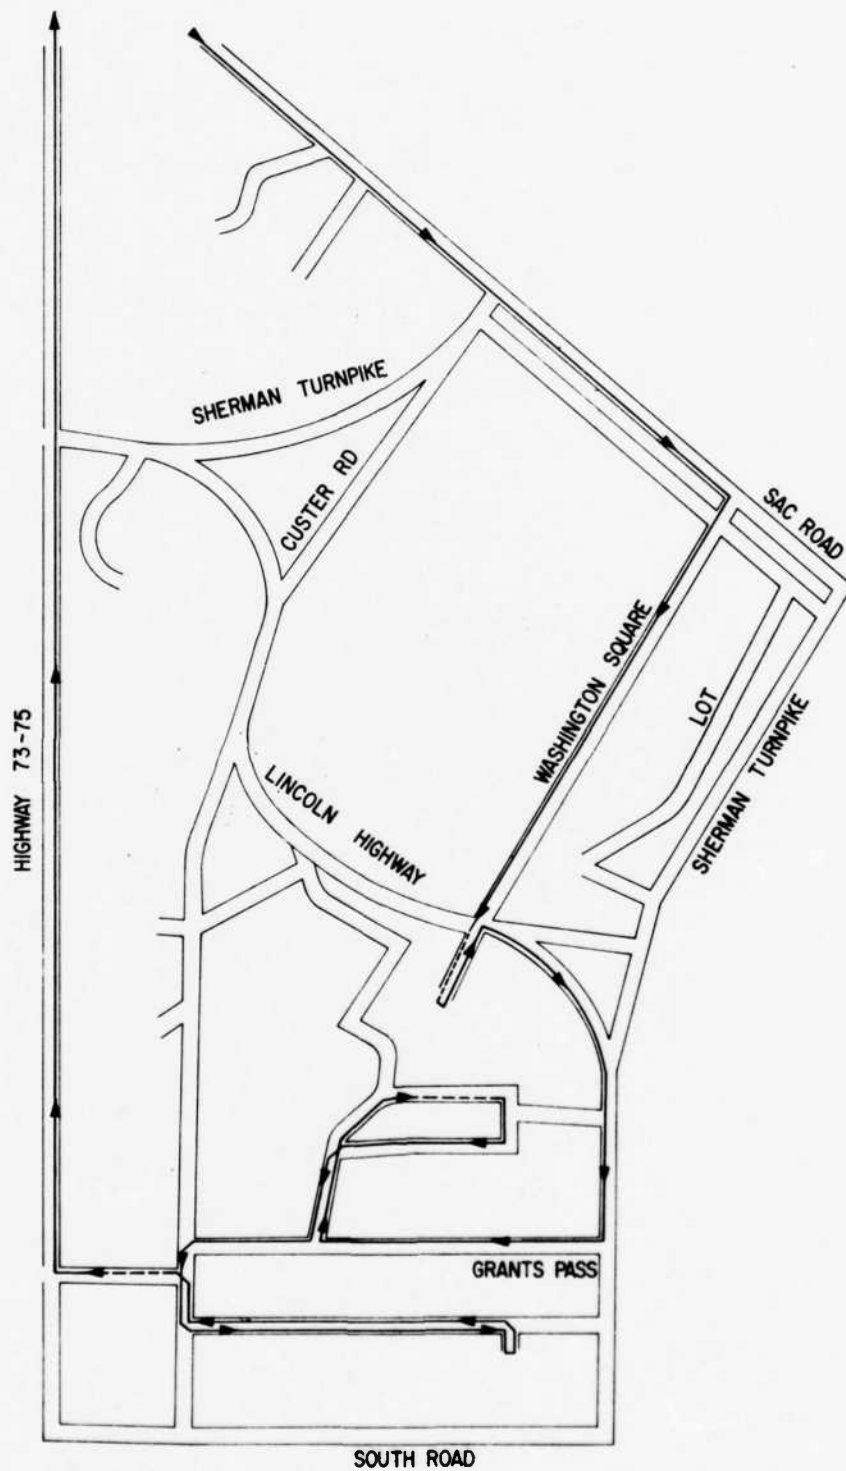 SHERMAN TURNPIKE
CUSTER RD
SAC ROAD
WASHINGTON SQUARE
LOT
SHERMAN TURNPIKE
HIGHWAY 73-75
LINCOLN HIGHWAY
GRANTS PASS
SOUTH ROAD